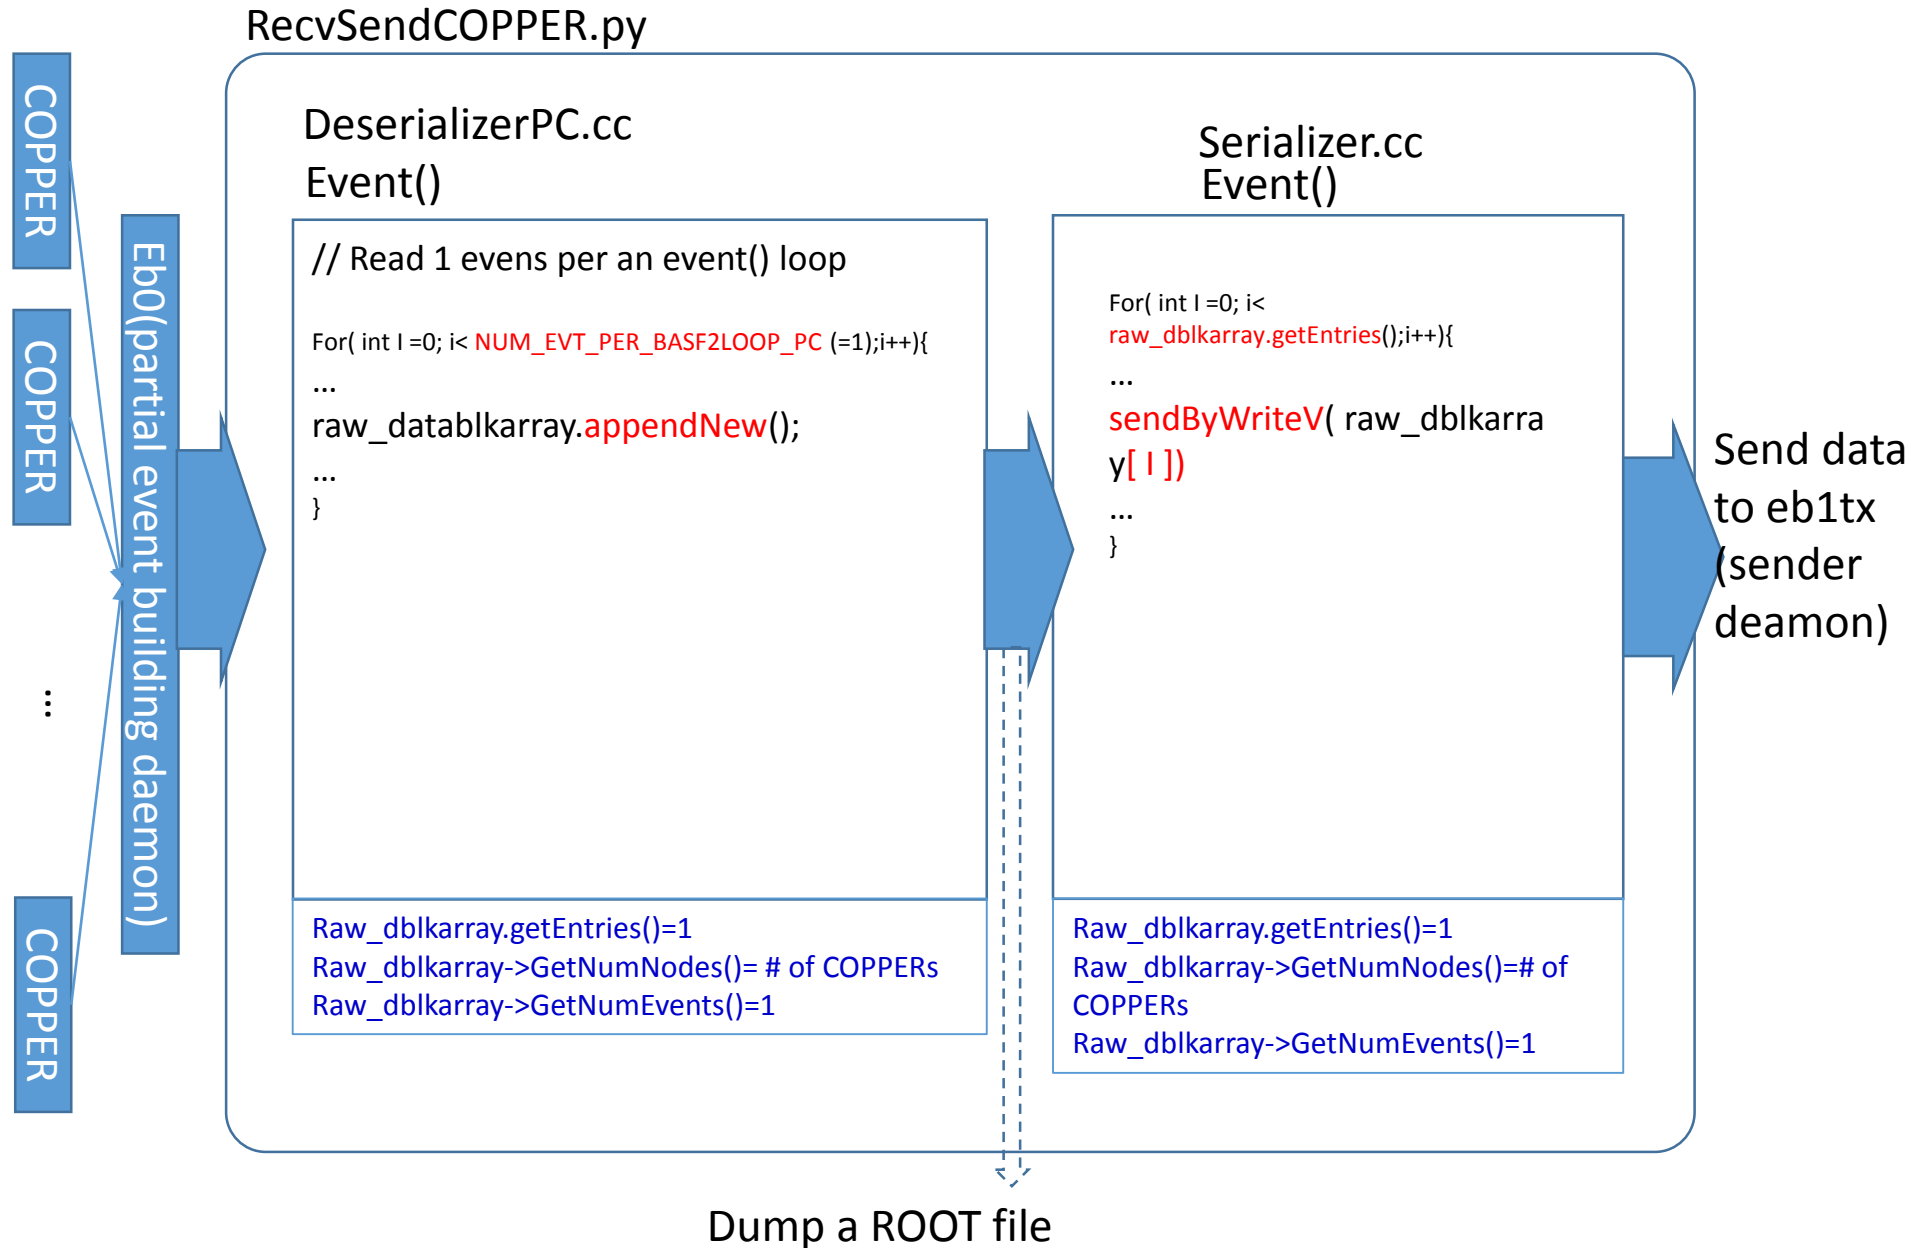 RecvSendCOPPER.py
COPPER
COPPER
...
COPPER
Eb0(partial event building daemon)
DeserializerPC.cc
Event()
// Read 1 evens per an event() loop
For( int I =0; i< NUM_EVT_PER_BASF2LOOP_PC (=1);i++){
...
raw_datablkarray.appendNew();
...
}
Raw_dblkarray.getEntries()=1
Raw_dblkarray->GetNumNodes()= # of COPPERs
Raw_dblkarray->GetNumEvents()=1
Serializer.cc
Event()
For( int I =0; i<
raw_dblkarray.getEntries();i++){
...
sendByWriteV( raw_dblkarra
y[ I ])
...
}
Raw_dblkarray.getEntries()=1
Raw_dblkarray->GetNumNodes()=# of
COPPERs
Raw_dblkarray->GetNumEvents()=1
Send data
to eb1tx
(sender
deamon)
Dump a ROOT file